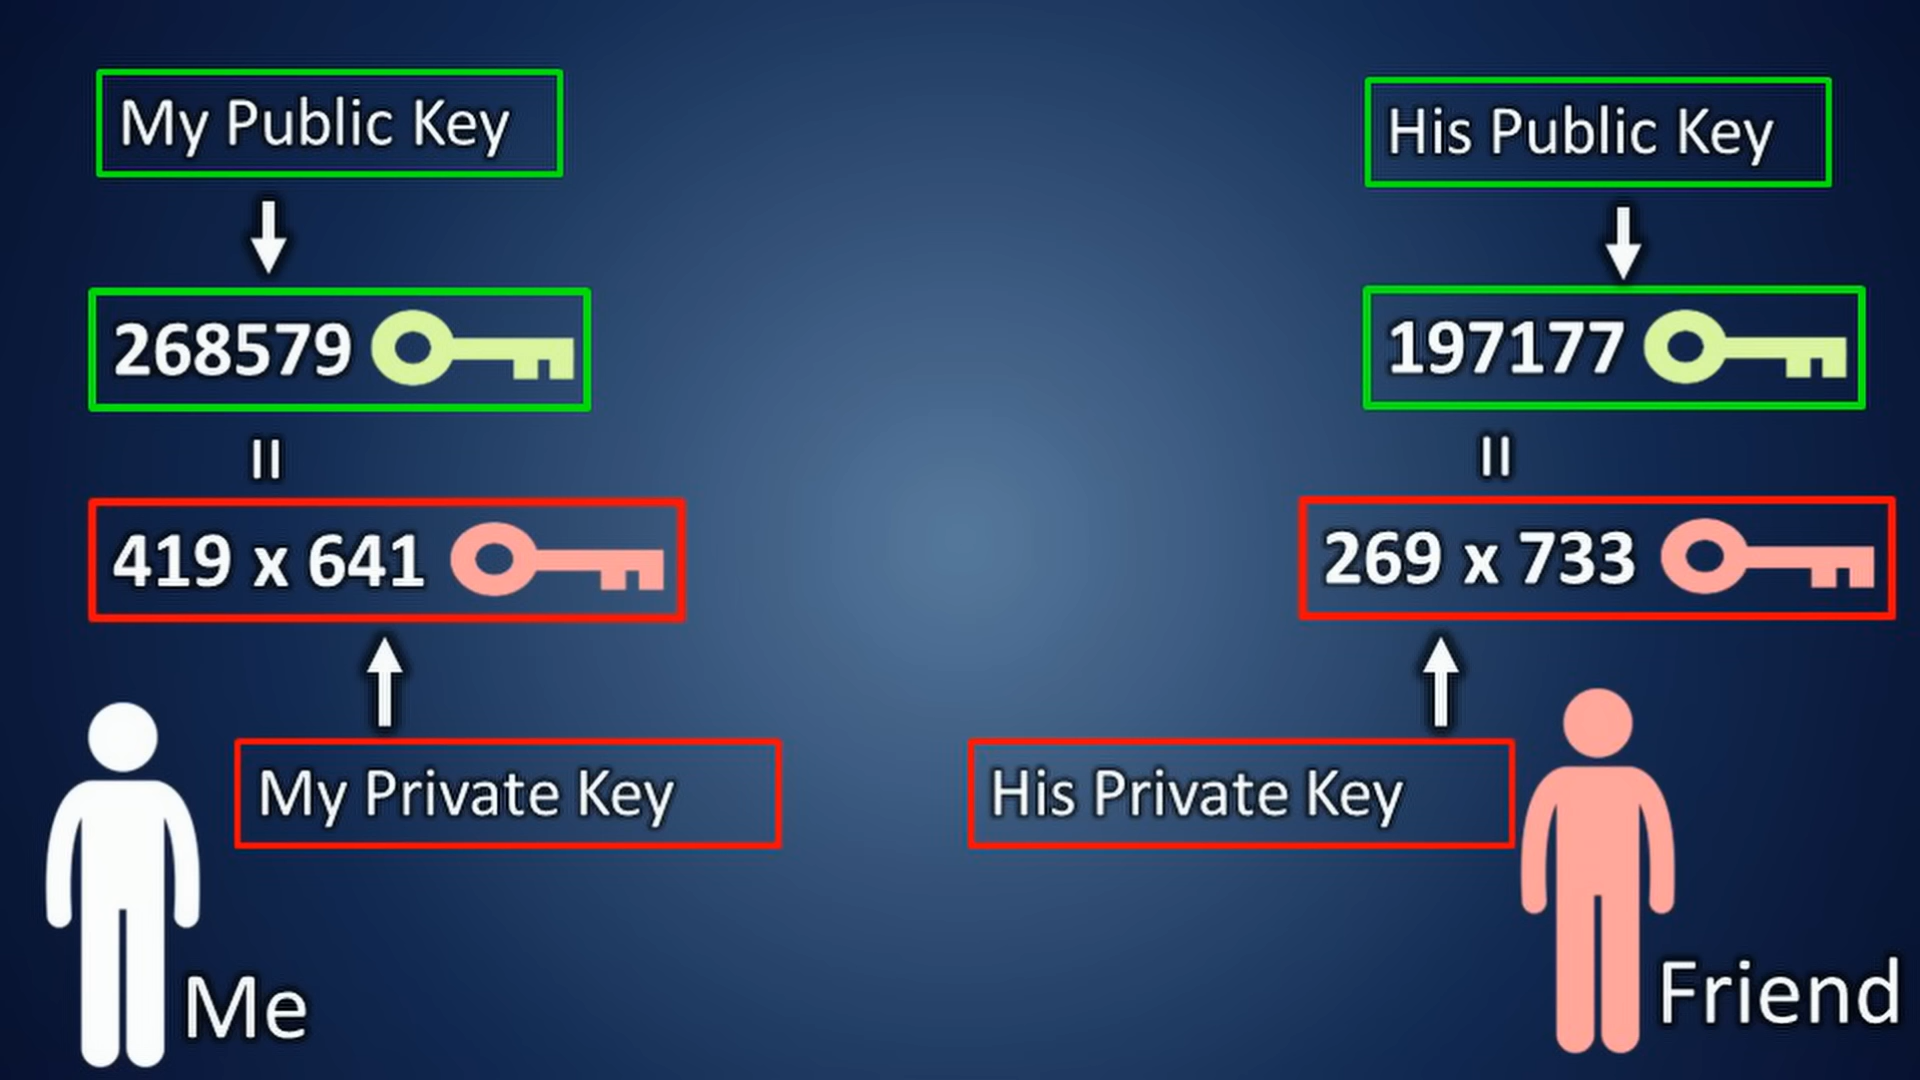 My Public Key
His Public Key
268579
197177
=
=
419 x 641
269 x 733
My Private Key
His Private Key
Me
Friend